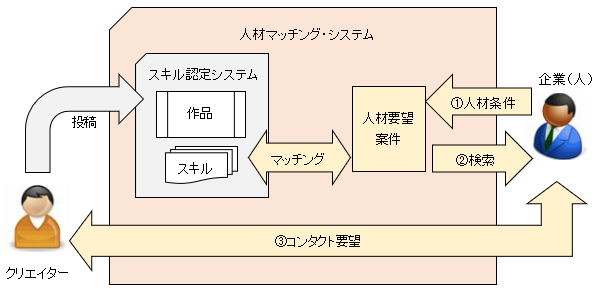 人材マッチング・システム
スキル認定システム
企業（人）
作品
人材要望
案件
①人材条件
投稿
マッチング
②検索
スキル
③コンタクト要望
クリエイター